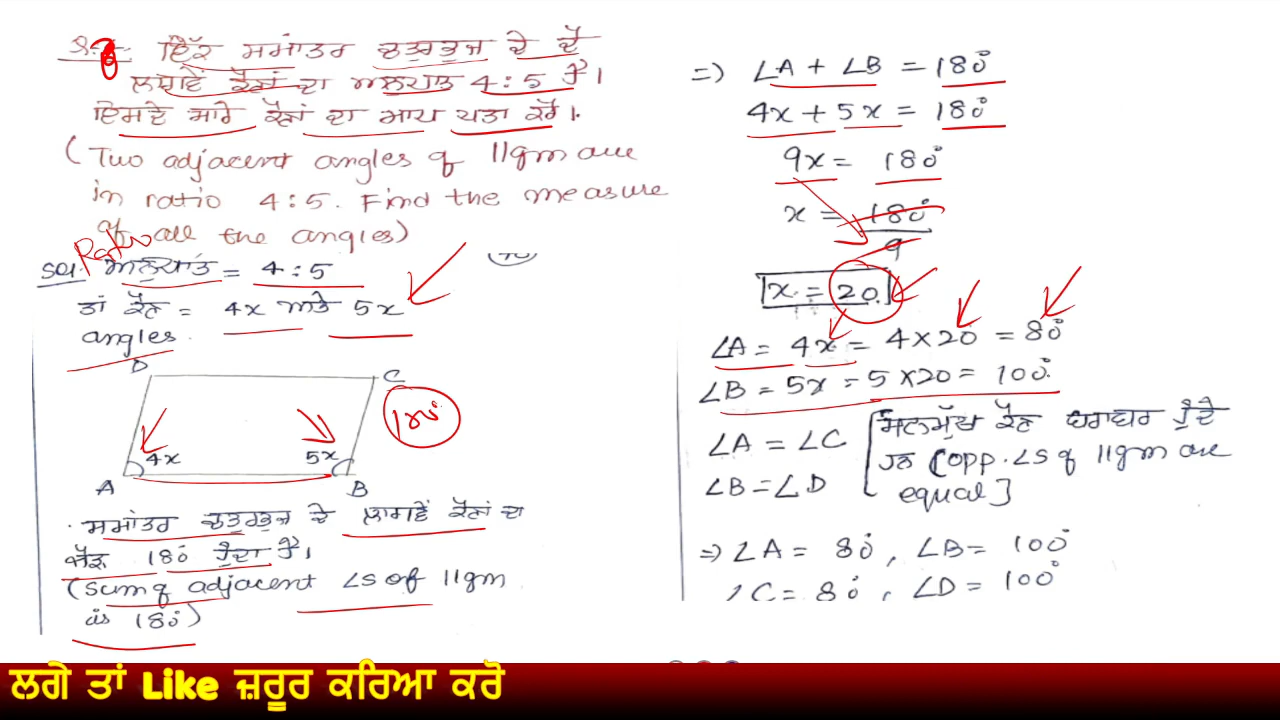 ਇੱਕ ਸਮਾਂਤਰ ਚਤੁਰਭੁਜ ਦੇ ਦੋ
ਲਾਗਵੇਂ ਕੋਣਾਂ ਦਾ ਅਨੁਪਾਤ 4:5 ਹੈ।
ਇਸਦੇ ਸਾਰੇ ਕੋਣਾਂ ਦਾ ਮਾਪ ਪਤਾ ਕਰੋ।
(Two adjacent angles of ||gm are
in ratio 4:5. Find the measure
of all the angles)
Ratio
Sol. ਅਨੁਪਾਤ = 4:5
ਤਾਂ ਕੋਣ = 4x ਅਤੇ 5x
angles
D C
100°
4x 5x
A B
ਸਮਾਂਤਰ ਚਤੁਰਭੁਜ ਦੇ ਲਾਗਵੇਂ ਕੋਣਾਂ ਦਾ
ਜੋੜ 180° ਹੁੰਦਾ ਹੈ।
(Sum of adjacent ∠S of ||gm
is 180°)
=> ∠A + ∠B = 180°
4x + 5x = 180°
9x = 180°
x = 180°
9
x = 20
∠A = 4x = 4×20 = 80°
∠B = 5x = 5×20 = 100°
∠A = ∠C [ਸਨਮੁੱਖ ਕੋਣ ਬਰਾਬਰ ਹੁੰਦੇ
∠B = ∠D ਹਨ (opp. ∠S of ||gm are
equal]
=> ∠A = 80°, ∠B = 100°
∠C = 80°, ∠D = 100°
ਲਗੇ ਤਾਂ Like ਜ਼ਰੂਰ ਕਰਿਆ ਕਰੋ